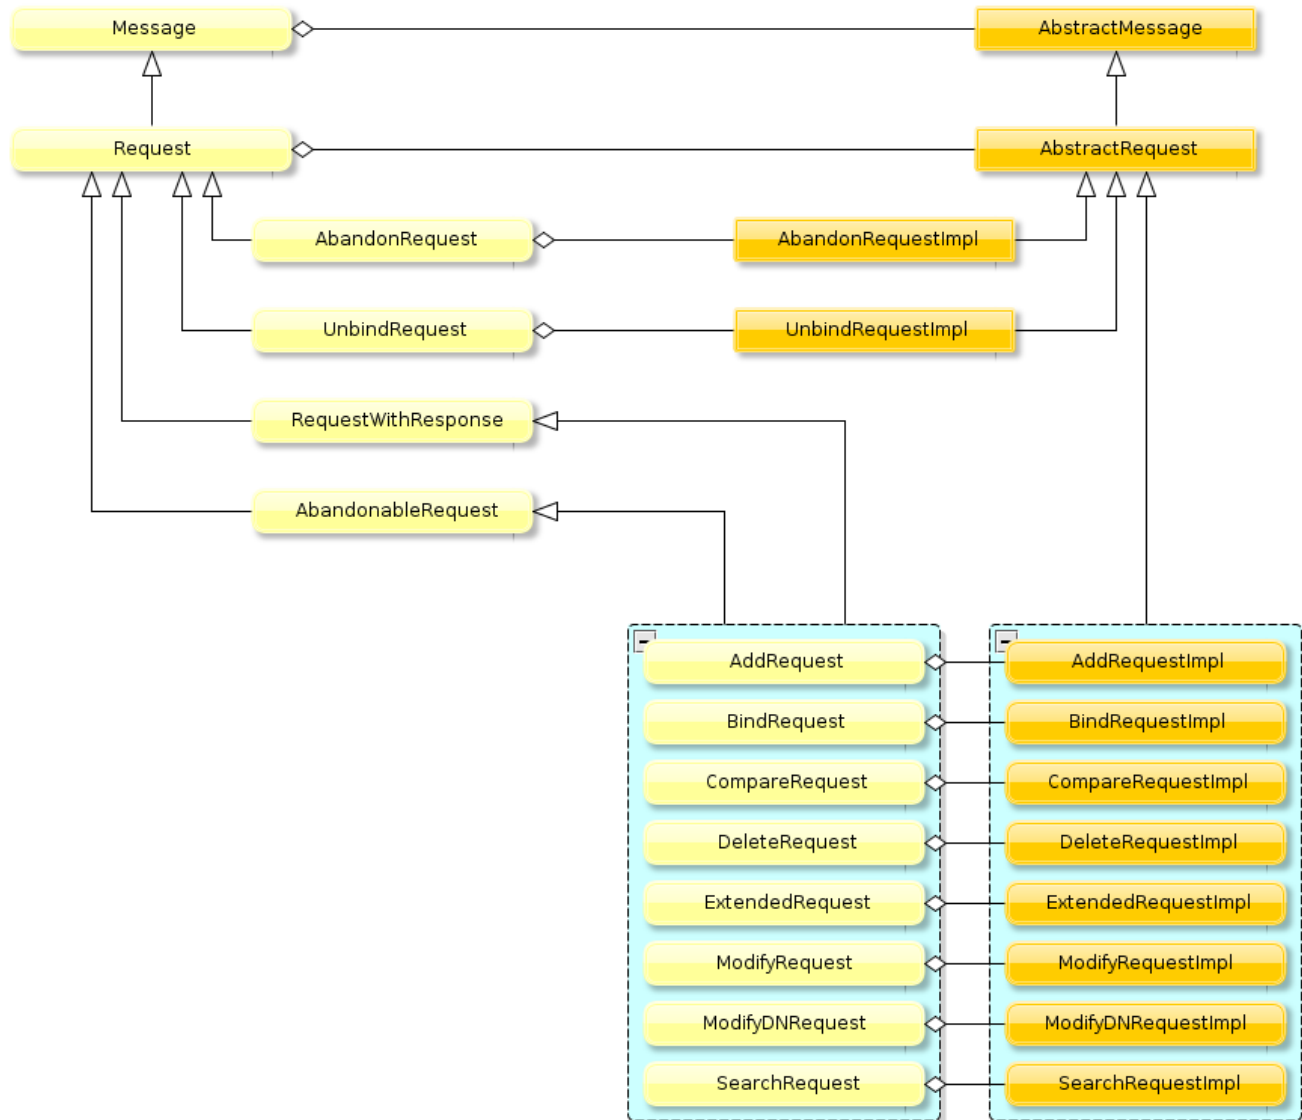 Message
AbstractMessage
Request
AbstractRequest
AbandonRequest
AbandonRequestImpl
UnbindRequest
UnbindRequestImpl
RequestWithResponse
AbandonableRequest
AddRequest
AddRequestImpl
BindRequest
BindRequestImpl
CompareRequest
CompareRequestImpl
DeleteRequest
DeleteRequestImpl
ExtendedRequest
ExtendedRequestImpl
ModifyRequest
ModifyRequestImpl
ModifyDNRequest
ModifyDNRequestImpl
SearchRequest
SearchRequestImpl